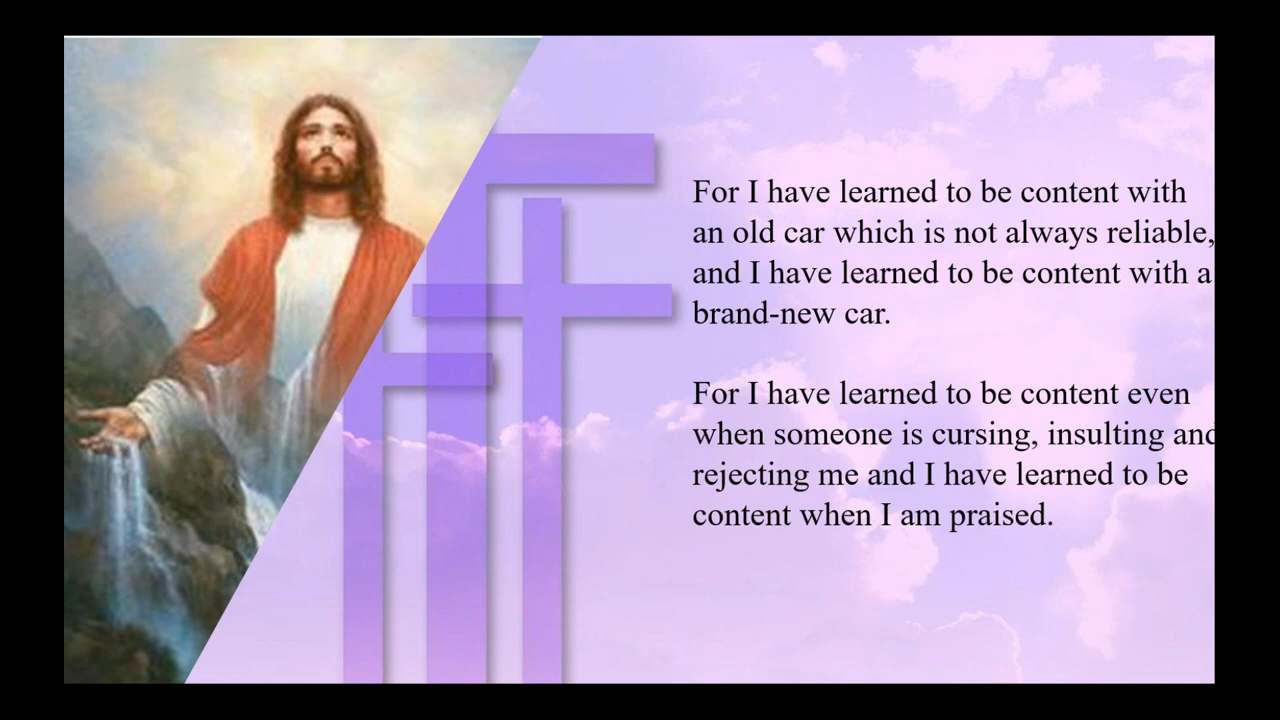 For I have learned to be content with
an old car which is not always reliable,
and I have learned to be content with a
brand-new car.
For I have learned to be content even
when someone is cursing, insulting and
rejecting me and I have learned to be
content when I am praised.